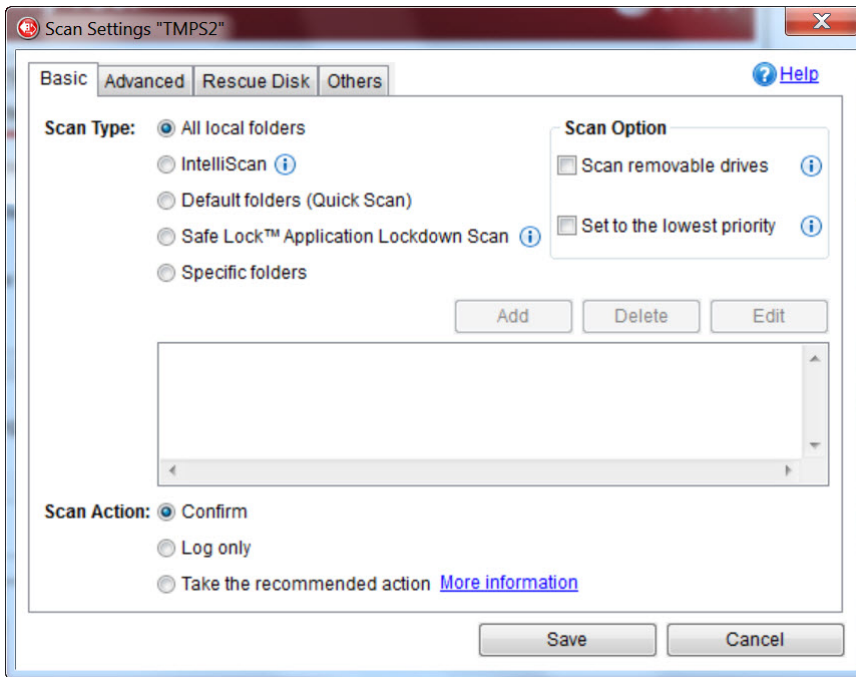 Scan Settings "TMPS2"
Basic Advanced Rescue Disk Others Help
Scan Type: All local folders
IntelliScan
Default folders (Quick Scan)
Safe Lock™ Application Lockdown Scan
Specific folders
Scan Option
Scan removable drives
Set to the lowest priority
Add Delete Edit
Scan Action: Confirm
Log only
Take the recommended action More information
Save Cancel